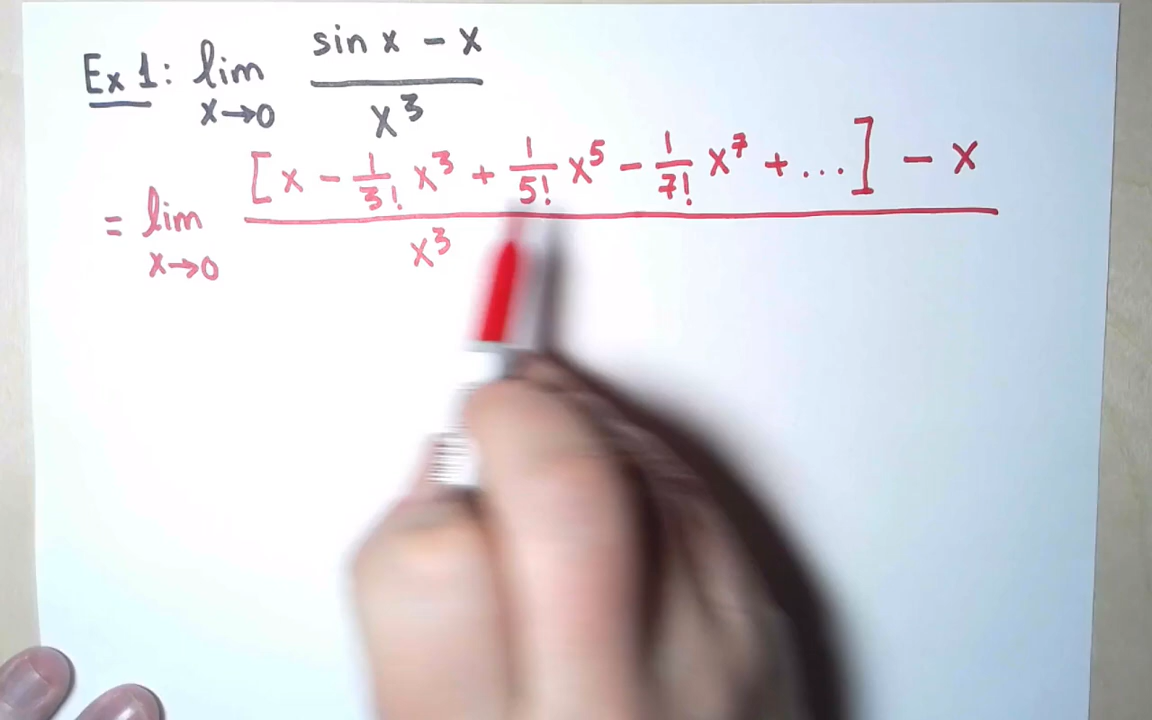 Ex 1: lim sin x - x
x→0 x³
[x - 1/3! x³ + 1/5! x⁵ - 1/7! x⁷ + ...] - x
= lim
x→0 x³